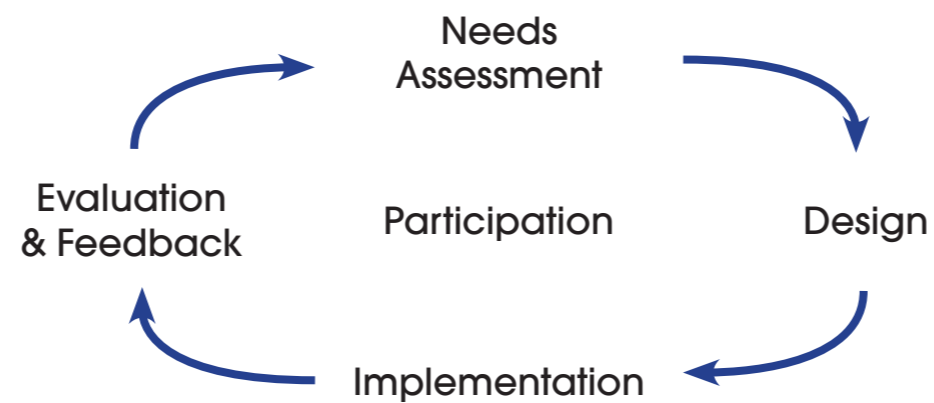 Needs
Assessment
Evaluation
& Feedback
Participation
Design
Implementation